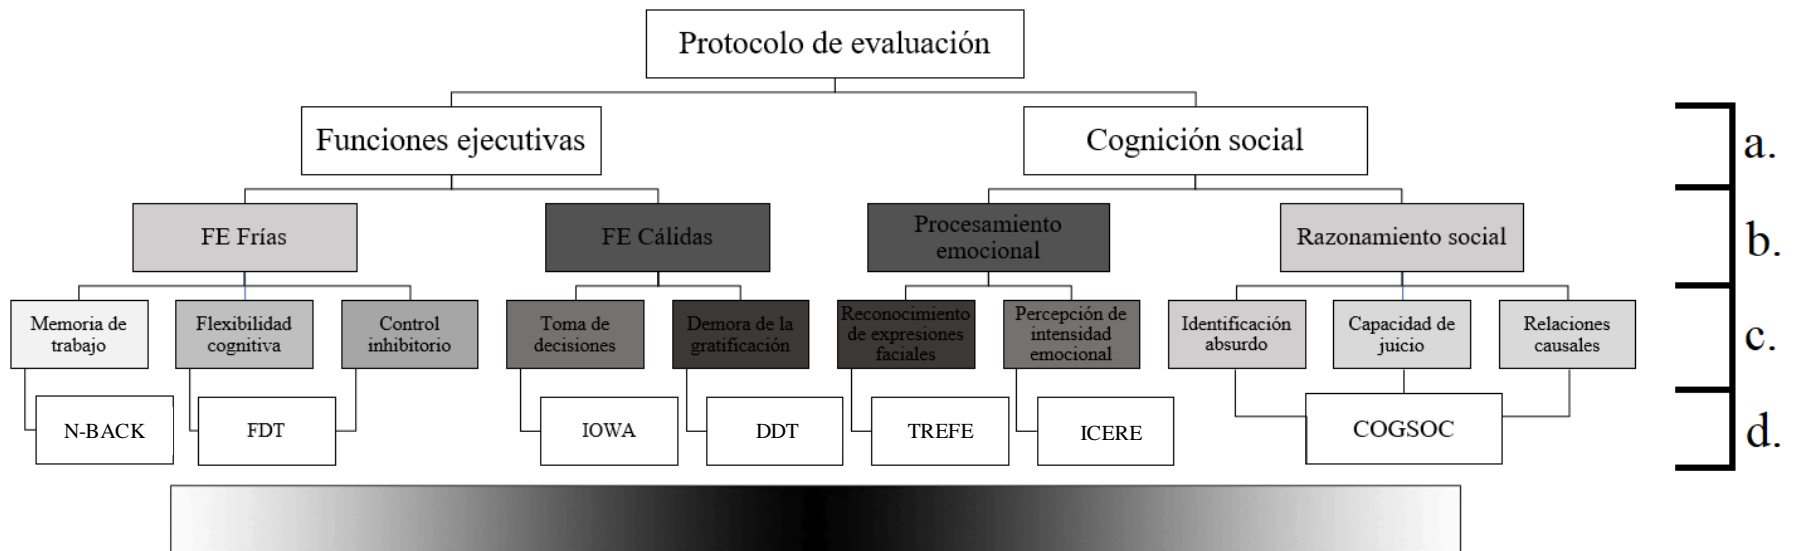 Protocolo de evaluación
Funciones ejecutivas
Cognición social
a.
FE Frías
FE Cálidas
Procesamiento
emocional
Razonamiento social
b.
Memoria de
trabajo
Flexibilidad
cognitiva
Control
inhibitorio
Toma de
decisiones
Demora de la
gratificación
Reconocimiento
de expresiones
faciales
Percepción de
intensidad
emocional
Identificación
absurdo
Capacidad de
juicio
Relaciones
causales
c.
N-BACK
FDT
IOWA
DDT
TREFE
ICERE
COGSOC
d.